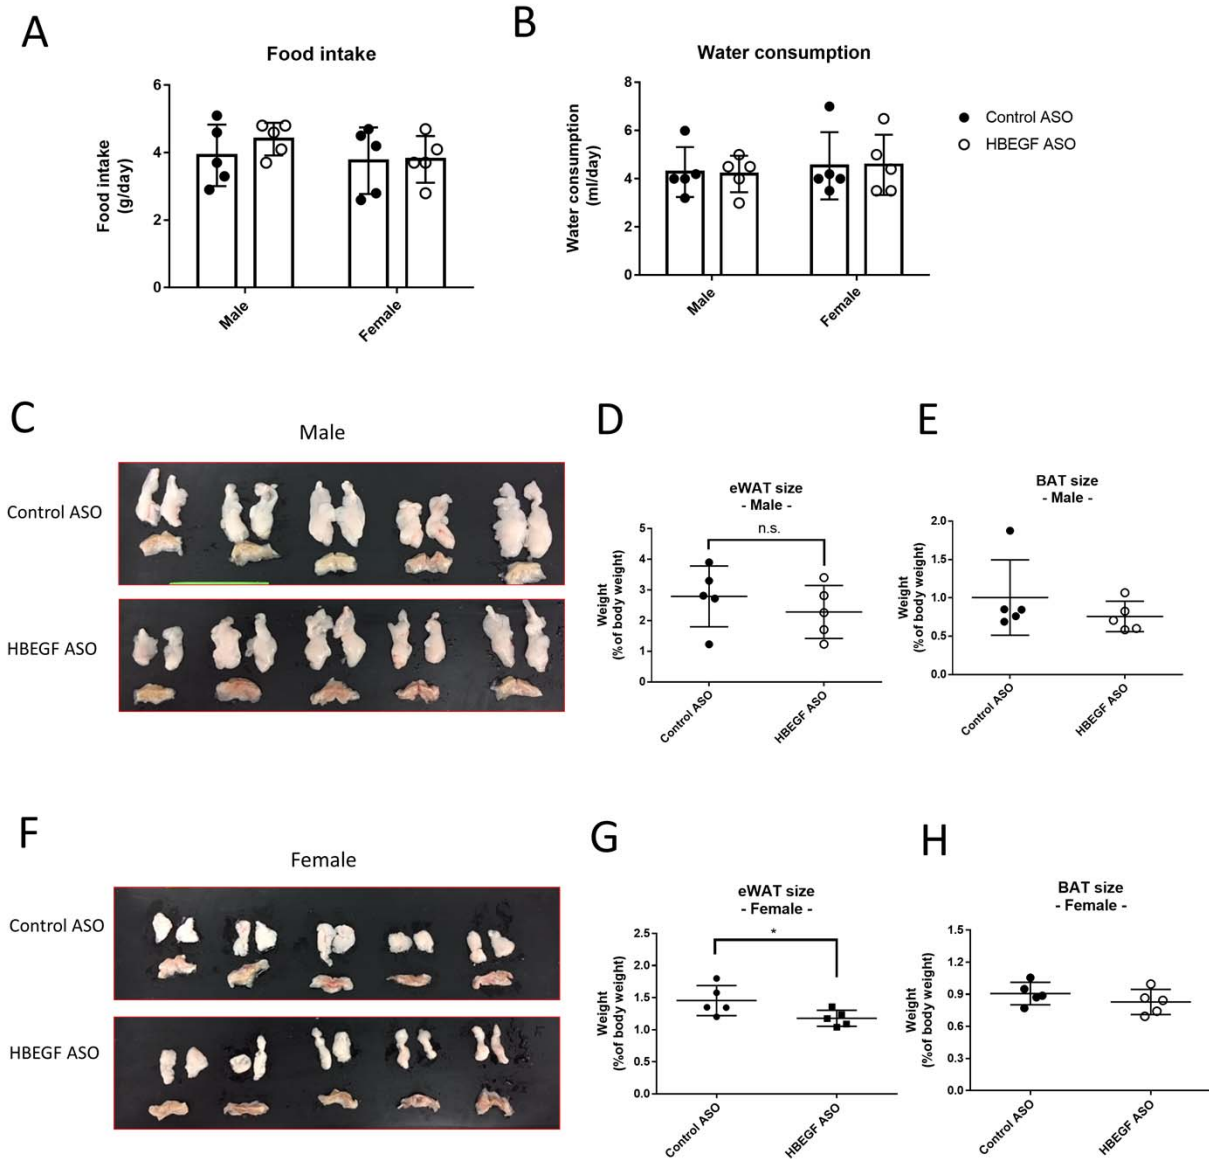 A
Food intake
Food intake
(g/day)
6
4
2
0
Male
Female
B
Water consumption
Water consumption
(ml/day)
8
6
4
2
0
Male
Female
Control ASO
HBEGF ASO
C
Male
Control ASO
HBEGF ASO
D
eWAT size
- Male -
n.s.
Weight
(%of body weight)
5
4
3
2
1
0
Control ASO
HBEGF ASO
E
BAT size
- Male -
Weight
(%of body weight)
2.0
1.5
1.0
0.5
0.0
Control ASO
HBEGF ASO
F
Female
Control ASO
HBEGF ASO
G
eWAT size
- Female -
*
Weight
(%of body weight)
2.5
2.0
1.5
1.0
0.5
0.0
Control ASO
HBEGF ASO
H
BAT size
- Female -
Weight
(%of body weight)
1.5
1.2
0.9
0.6
0.3
0.0
Control ASO
HBEGF ASO